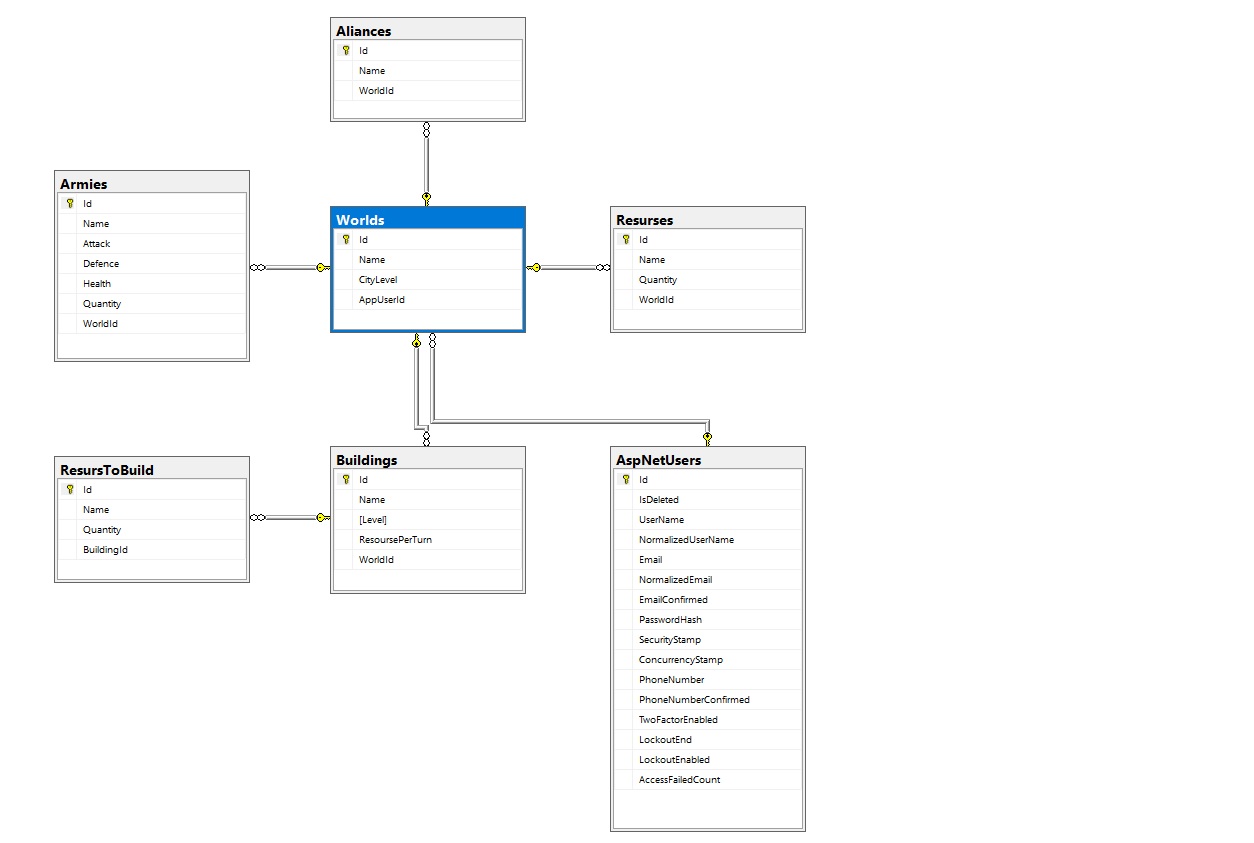 Aliances
Id
Name
WorldId
Armies
Id
Name
Attack
Defence
Health
Quantity
WorldId
Worlds
Id
Name
CityLevel
AppUserId
Resurses
Id
Name
Quantity
WorldId
ResursToBuild
Id
Name
Quantity
BuildingId
Buildings
Id
Name
[Level]
ResoursePerTurn
WorldId
AspNetUsers
Id
IsDeleted
UserName
NormalizedUserName
Email
NormalizedEmail
EmailConfirmed
PasswordHash
SecurityStamp
ConcurrencyStamp
PhoneNumber
PhoneNumberConfirmed
TwoFactorEnabled
LockoutEnd
LockoutEnabled
AccessFailedCount